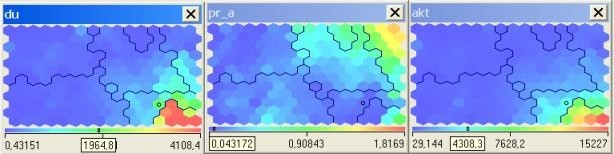 du
pr_a
akt
0,43151 1964,8 4108,4
0,043172 0,90843 1,8169
29,144 4308,3 7628,2 15227